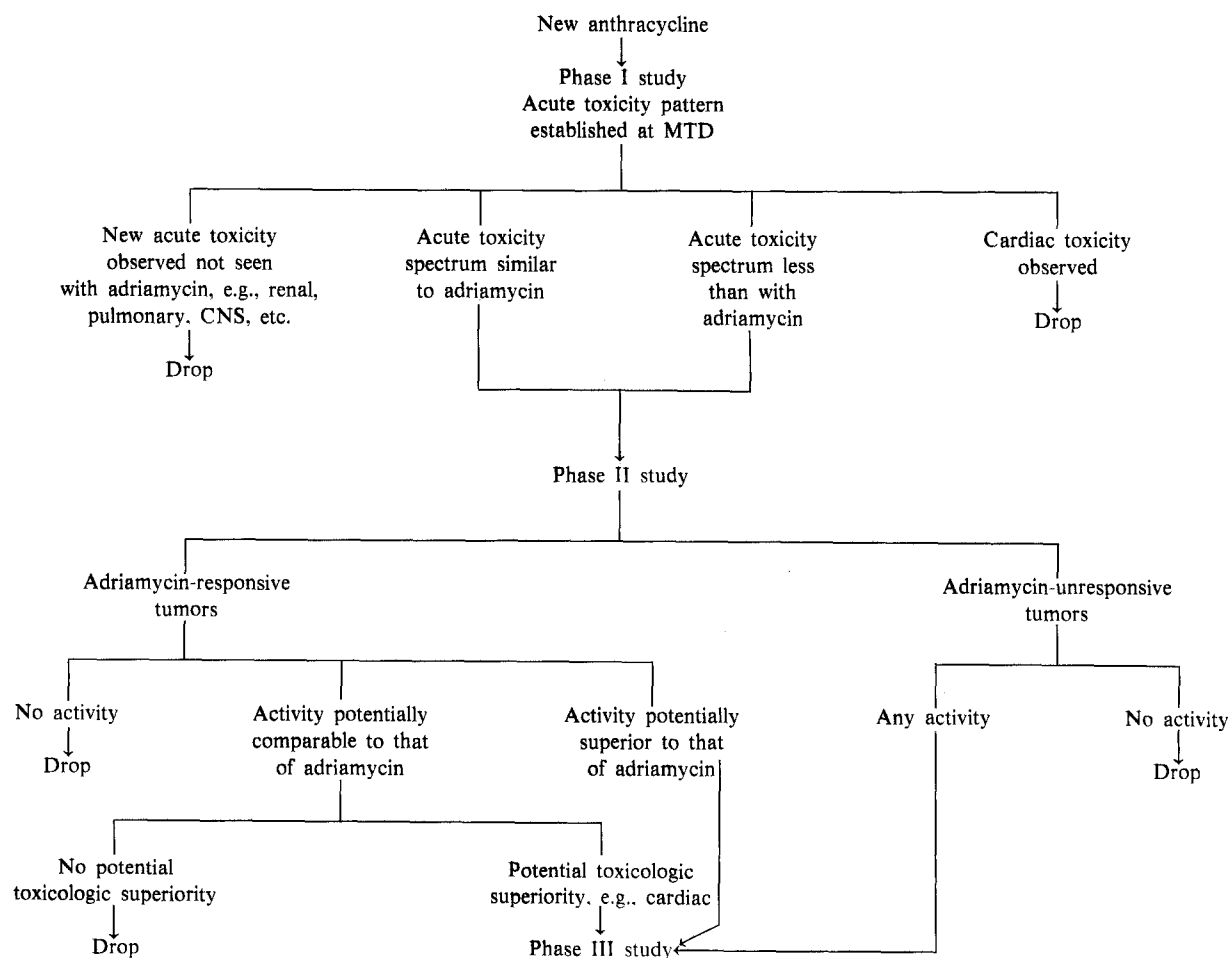 New anthracycline
Phase I study
Acute toxicity pattern
established at MTD
New acute toxicity
observed not seen
with adriamycin, e.g., renal,
pulmonary, CNS, etc.
Drop
Acute toxicity
spectrum similar
to adriamycin
Acute toxicity
spectrum less
than with
adriamycin
Cardiac toxicity
observed
Drop
Phase II study
Adriamycin-responsive
tumors
Adriamycin-unresponsive
tumors
No activity
Drop
Activity potentially
comparable to that
of adriamycin
Activity potentially
superior to that
of adriamycin
Any activity
No activity
Drop
No potential
toxicologic superiority
Drop
Potential toxicologic
superiority, e.g., cardiac
Phase III study